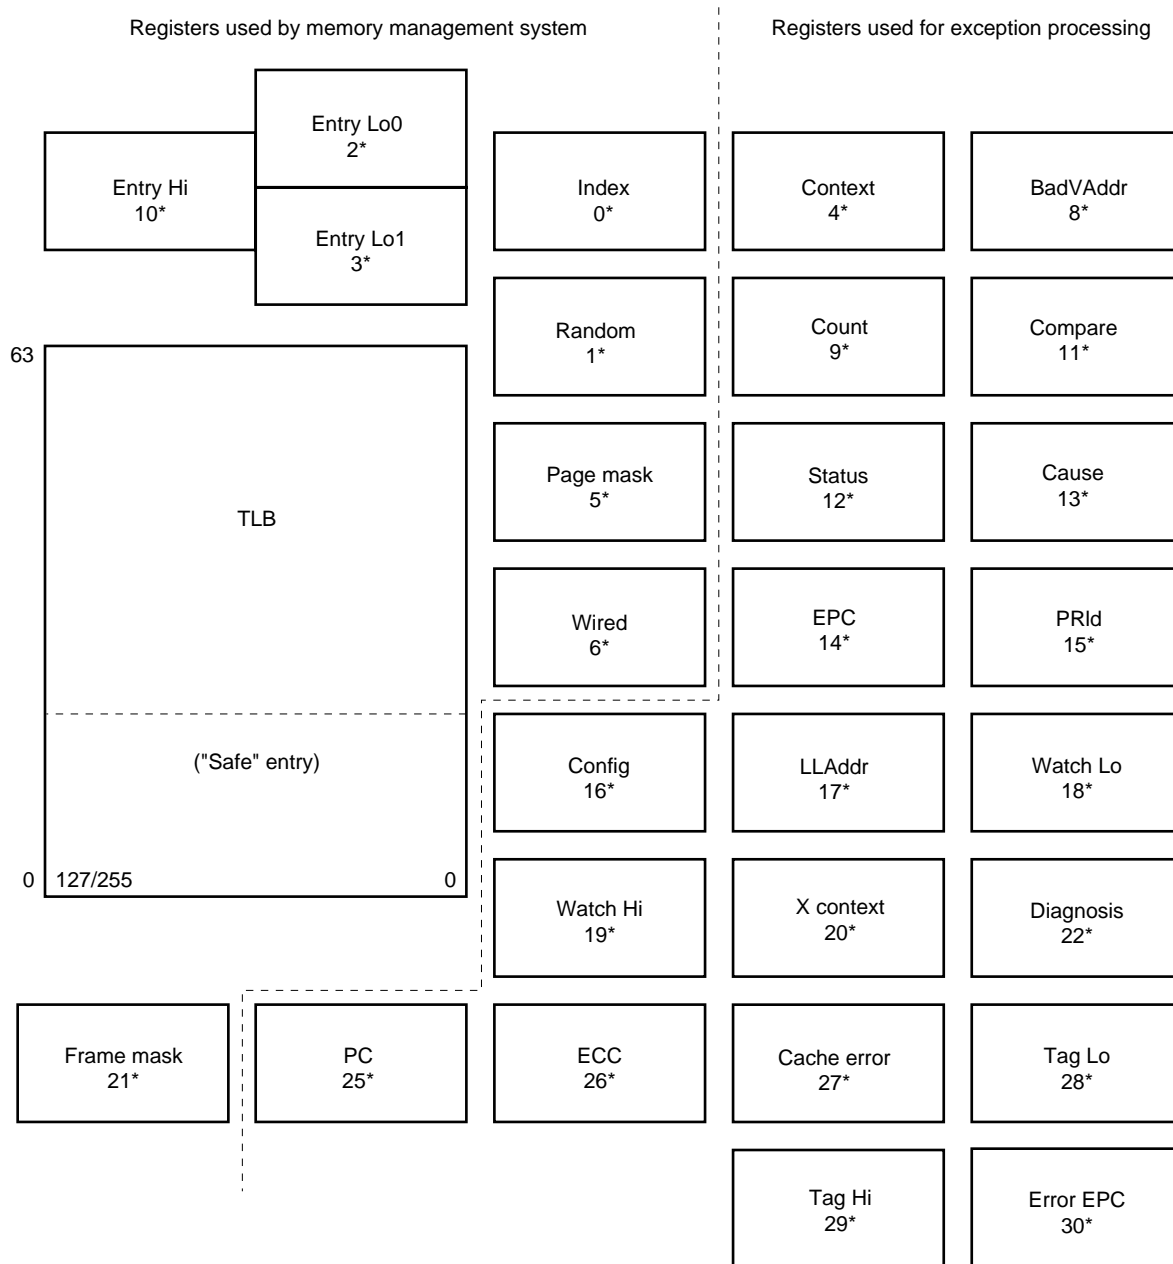 Registers used by memory management system
Registers used for exception processing
Entry Lo0
2*
Entry Hi
10*
Entry Lo1
3*
Index
0*
Context
4*
BadVAddr
8*
Random
1*
Count
9*
Compare
11*
63
TLB
Page mask
5*
Status
12*
Cause
13*
Wired
6*
EPC
14*
PRId
15*
("Safe" entry)
Config
16*
LLAddr
17*
Watch Lo
18*
0
127/255
0
Watch Hi
19*
X context
20*
Diagnosis
22*
Frame mask
21*
PC
25*
ECC
26*
Cache error
27*
Tag Lo
28*
Tag Hi
29*
Error EPC
30*